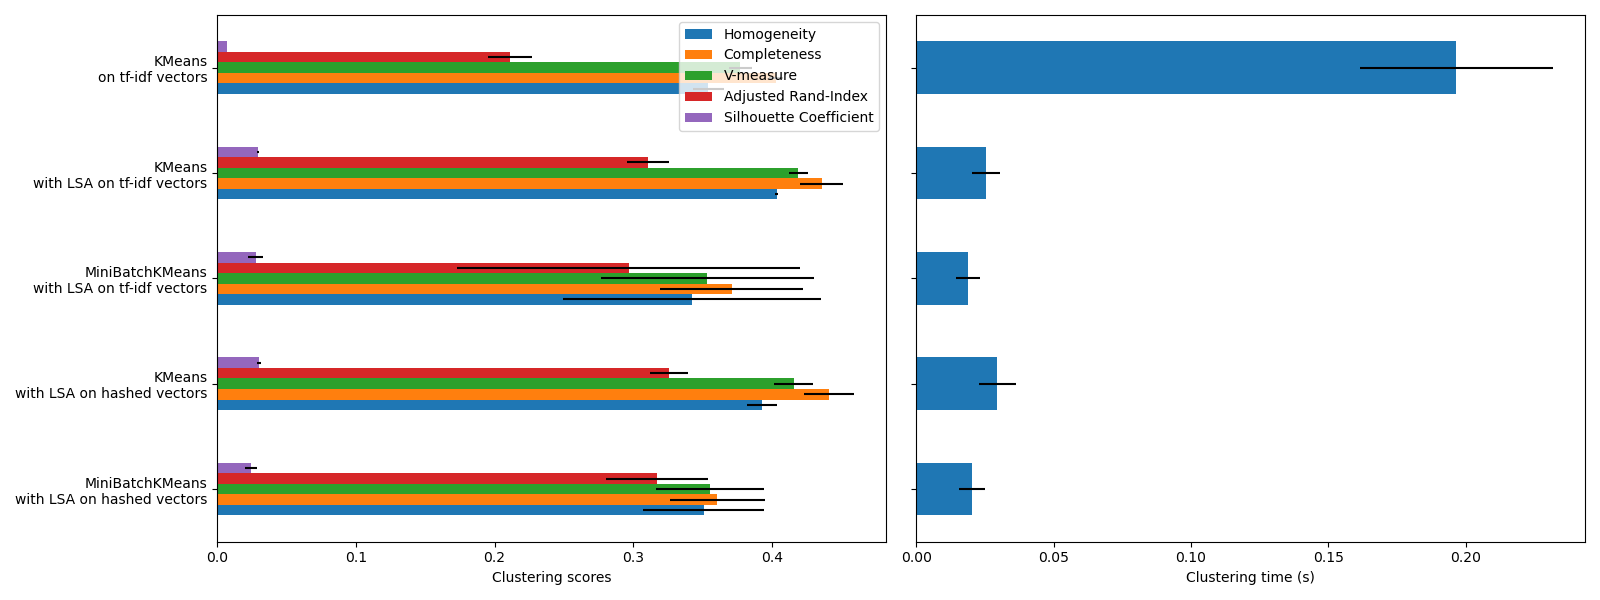 KMeans
on tf-idf vectors
KMeans
with LSA on tf-idf vectors
MiniBatchKMeans
with LSA on tf-idf vectors
KMeans
with LSA on hashed vectors
MiniBatchKMeans
with LSA on hashed vectors
Homogeneity
Completeness
V-measure
Adjusted Rand-Index
Silhouette Coefficient
0.0 0.1 0.2 0.3 0.4
Clustering scores
0.00 0.05 0.10 0.15 0.20
Clustering time (s)